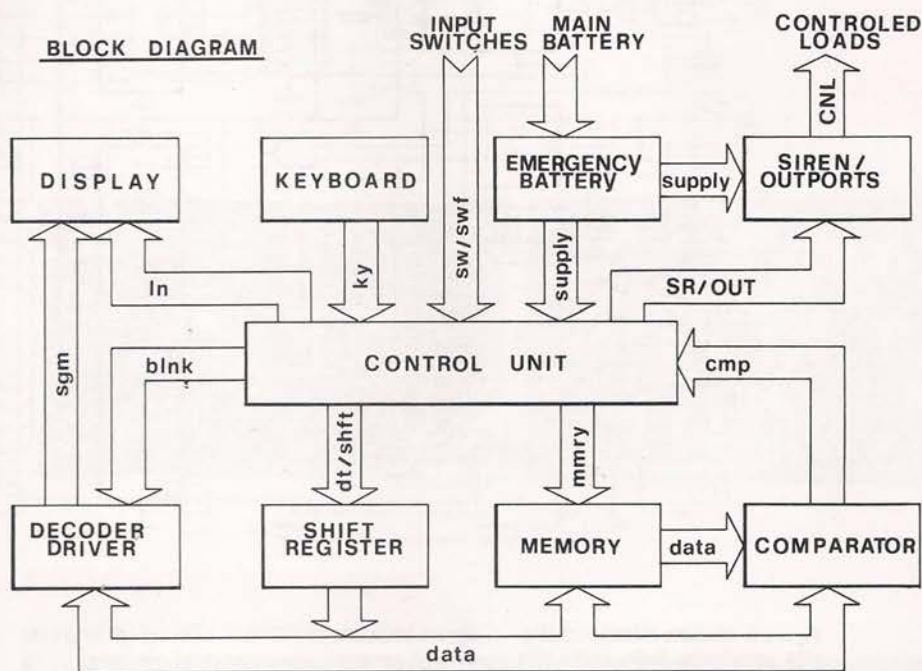 BLOCK DIAGRAM
INPUT
SWITCHES
MAIN
BATTERY
CONTROLED
LOADS
CNL
DISPLAY
KEYBOARD
EMERGENCY
BATTERY
supply
SIREN/
OUTPORTS
ln
ky
sw/swf
supply
SR/OUT
sgm
blnk
CONTROL UNIT
cmp
dt/shft
mmry
DECODER
DRIVER
SHIFT
REGISTER
MEMORY
data
COMPARATOR
data